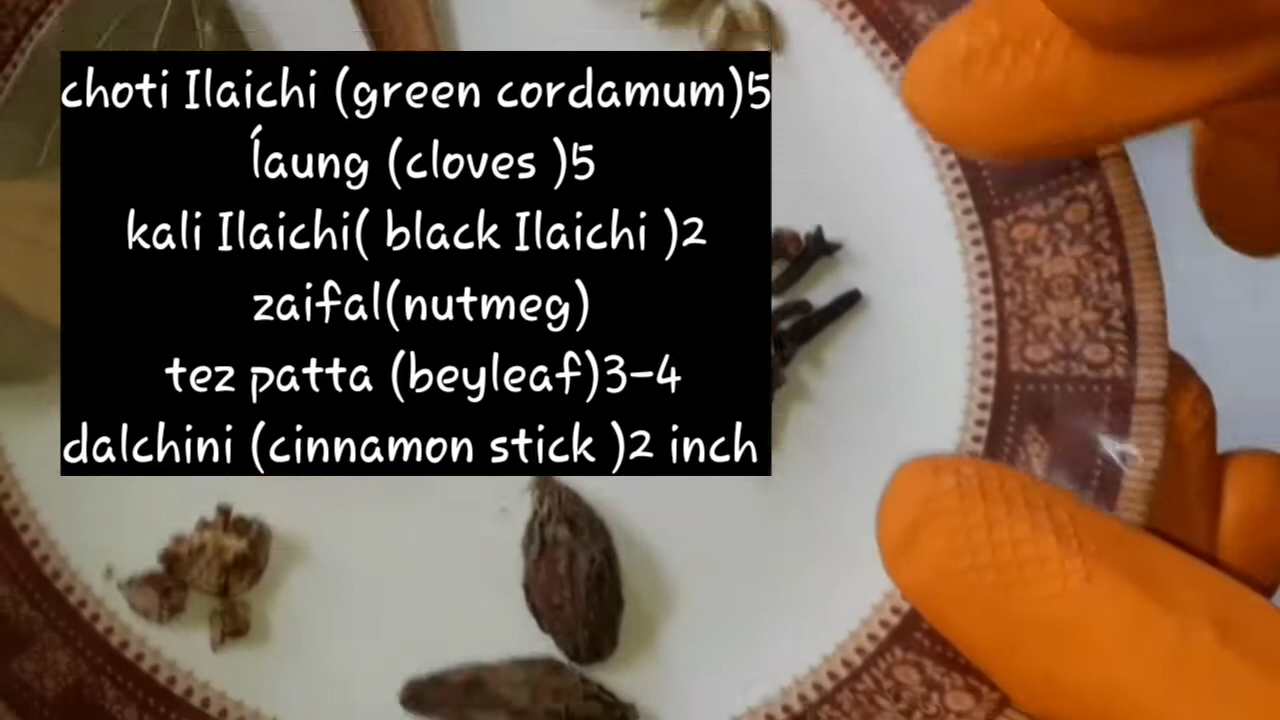 choti Ilaichi (green cordamum)5
ĺaung (cloves )5
kali Ilaichi( black Ilaichi )2
zaifal(nutmeg)
tez patta (beyleaf)3-4
dalchini (cinnamon stick )2 inch